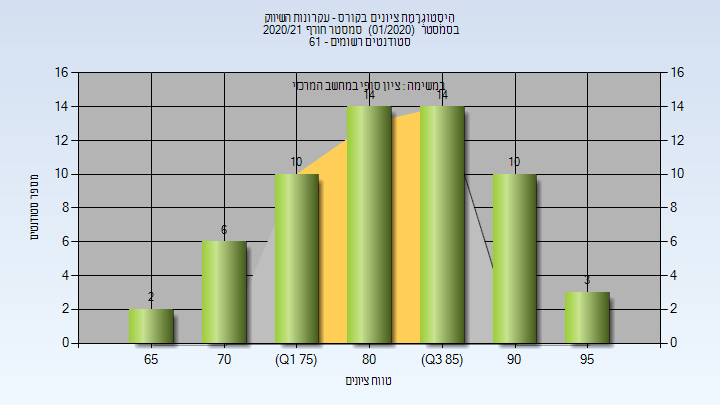 היסטוגרמת ציונים בקורס - עקרונות השיווק
בסמסטר (01/2020) סמסטר חורף 2020/21
סטודנטים רשומים - 61
במשימה : ציון סופי במחשב המרכזי
מספר סטודנטים
16 16
14 14
12 12
10 10
8 8
6 6
4 4
2 2
0 0
2 6 10 14 14 10 3
65 70 (Q1 75) 80 (Q3 85) 90 95
טווח ציונים